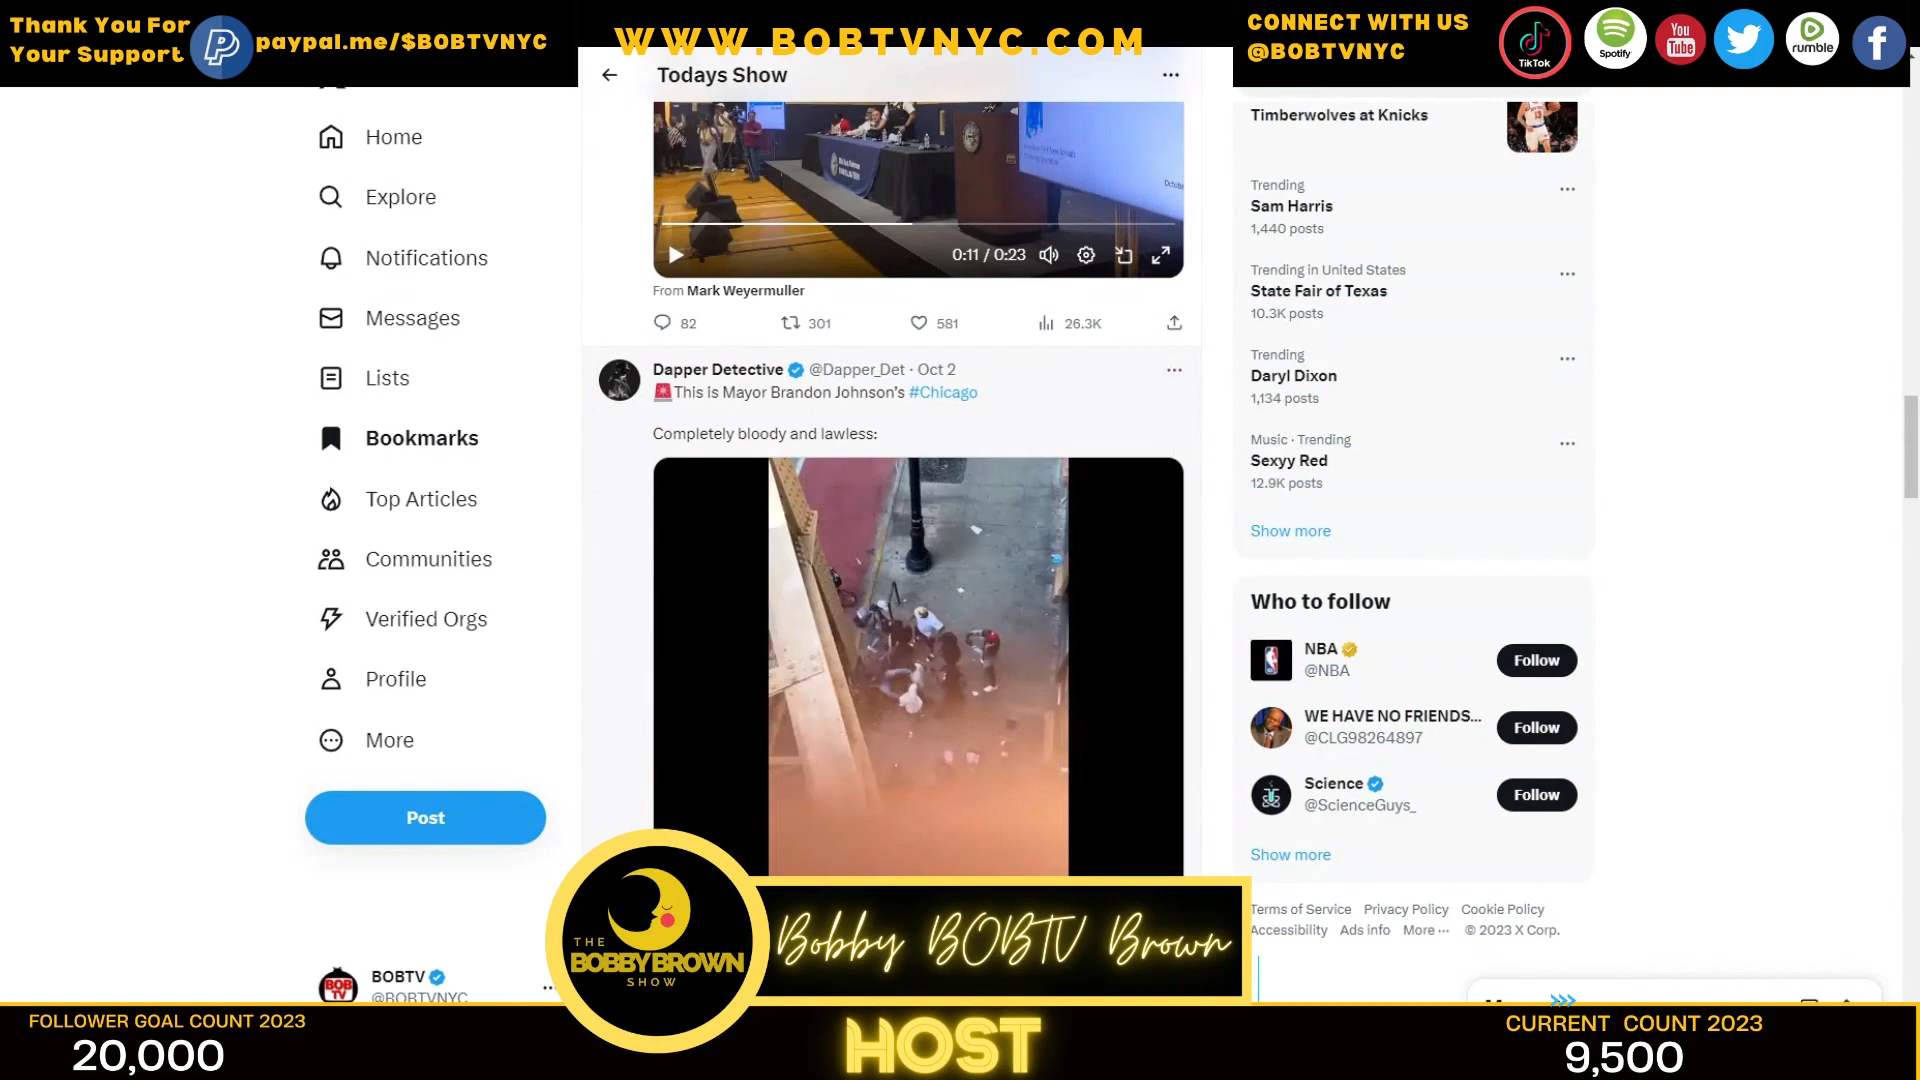 Thank You For
Your Support
paypal.me/$BOBTVNYC
WWW.BOBTVNYC.COM
CONNECT WITH US
@BOBTVNYC
TikTok
Spotify
You
Tube
rumble
Todays Show
Home
Explore
Notifications
Messages
Lists
Bookmarks
Top Articles
Communities
Verified Orgs
Profile
More
Post
BOBTV
@BOBTVNYC
BOB
TV
0:11 / 0:23
From Mark Weyermuller
82
301
581
26.3K
Dapper Detective @Dapper_Det · Oct 2
This is Mayor Brandon Johnson's #Chicago
Completely bloody and lawless:
Timberwolves at Knicks
Trending
Sam Harris
1,440 posts
Trending in United States
State Fair of Texas
10.3K posts
Trending
Daryl Dixon
1,134 posts
Music · Trending
Sexyy Red
12.9K posts
Show more
Who to follow
NBA
@NBA
Follow
WE HAVE NO FRIENDS...
@CLG98264897
Follow
Science
@ScienceGuys_
Follow
Show more
Terms of Service Privacy Policy Cookie Policy
Accessibility Ads info More ··· © 2023 X Corp.
THE
BOBBY BROWN
SHOW
Bobby BOBTV Brown
HOST
FOLLOWER GOAL COUNT 2023
20,000
CURRENT COUNT 2023
9,500